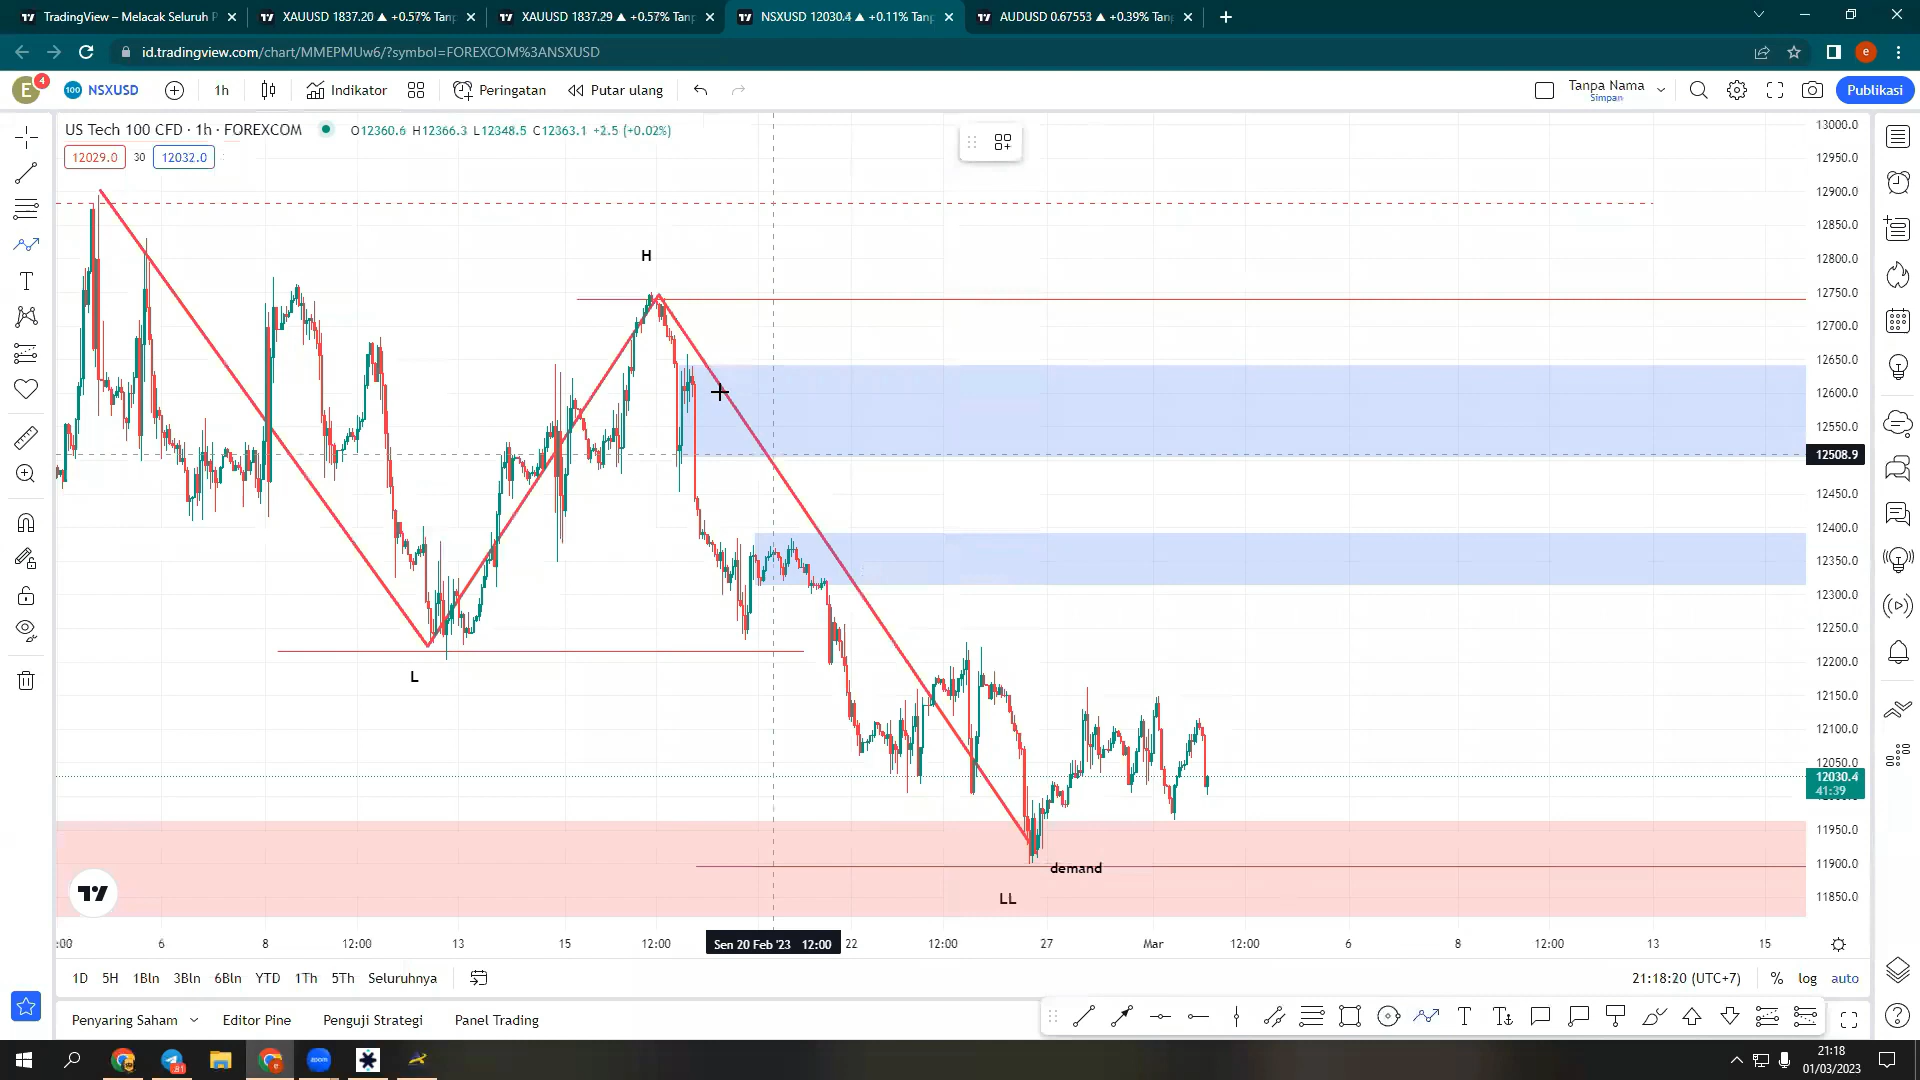 TradingView – Melacak Seluruh P
XAUUSD 1837.20 ▲ +0.57% Tanp
XAUUSD 1837.29 ▲ +0.57% Tanp
NSXUSD 12030.4 ▲ +0.11% Tanp
AUDUSD 0.67553 ▲ +0.39% Tanp
id.tradingview.com/chart/MMEPMUw6/?symbol=FOREXCOM%3ANSXUSD
e
E
4
100
NSXUSD
1h
Indikator
Peringatan
Putar ulang
Tanpa Nama
Simpan
Publikasi
US Tech 100 CFD · 1h · FOREXCOM
O12360.6 H12366.3 L12348.5 C12363.1 +2.5 (+0.02%)
12029.0
30
12032.0
13000.0
12950.0
12900.0
12850.0
12800.0
12750.0
12700.0
12650.0
12600.0
12550.0
12508.9
12450.0
12400.0
12350.0
12300.0
12250.0
12200.0
12150.0
12100.0
12050.0
12030.4
41:39
11950.0
11900.0
11850.0
H
L
demand
LL
:00
6
8
12:00
13
15
12:00
Sen 20 Feb '23 12:00
22
12:00
27
Mar
12:00
6
8
12:00
13
15
1D
5H
1Bln
3Bln
6Bln
YTD
1Th
5Th
Seluruhnya
21:18:20 (UTC+7)
%
log
auto
Penyaring Saham
Editor Pine
Penguji Strategi
Panel Trading
zoom
81
21:18
01/03/2023